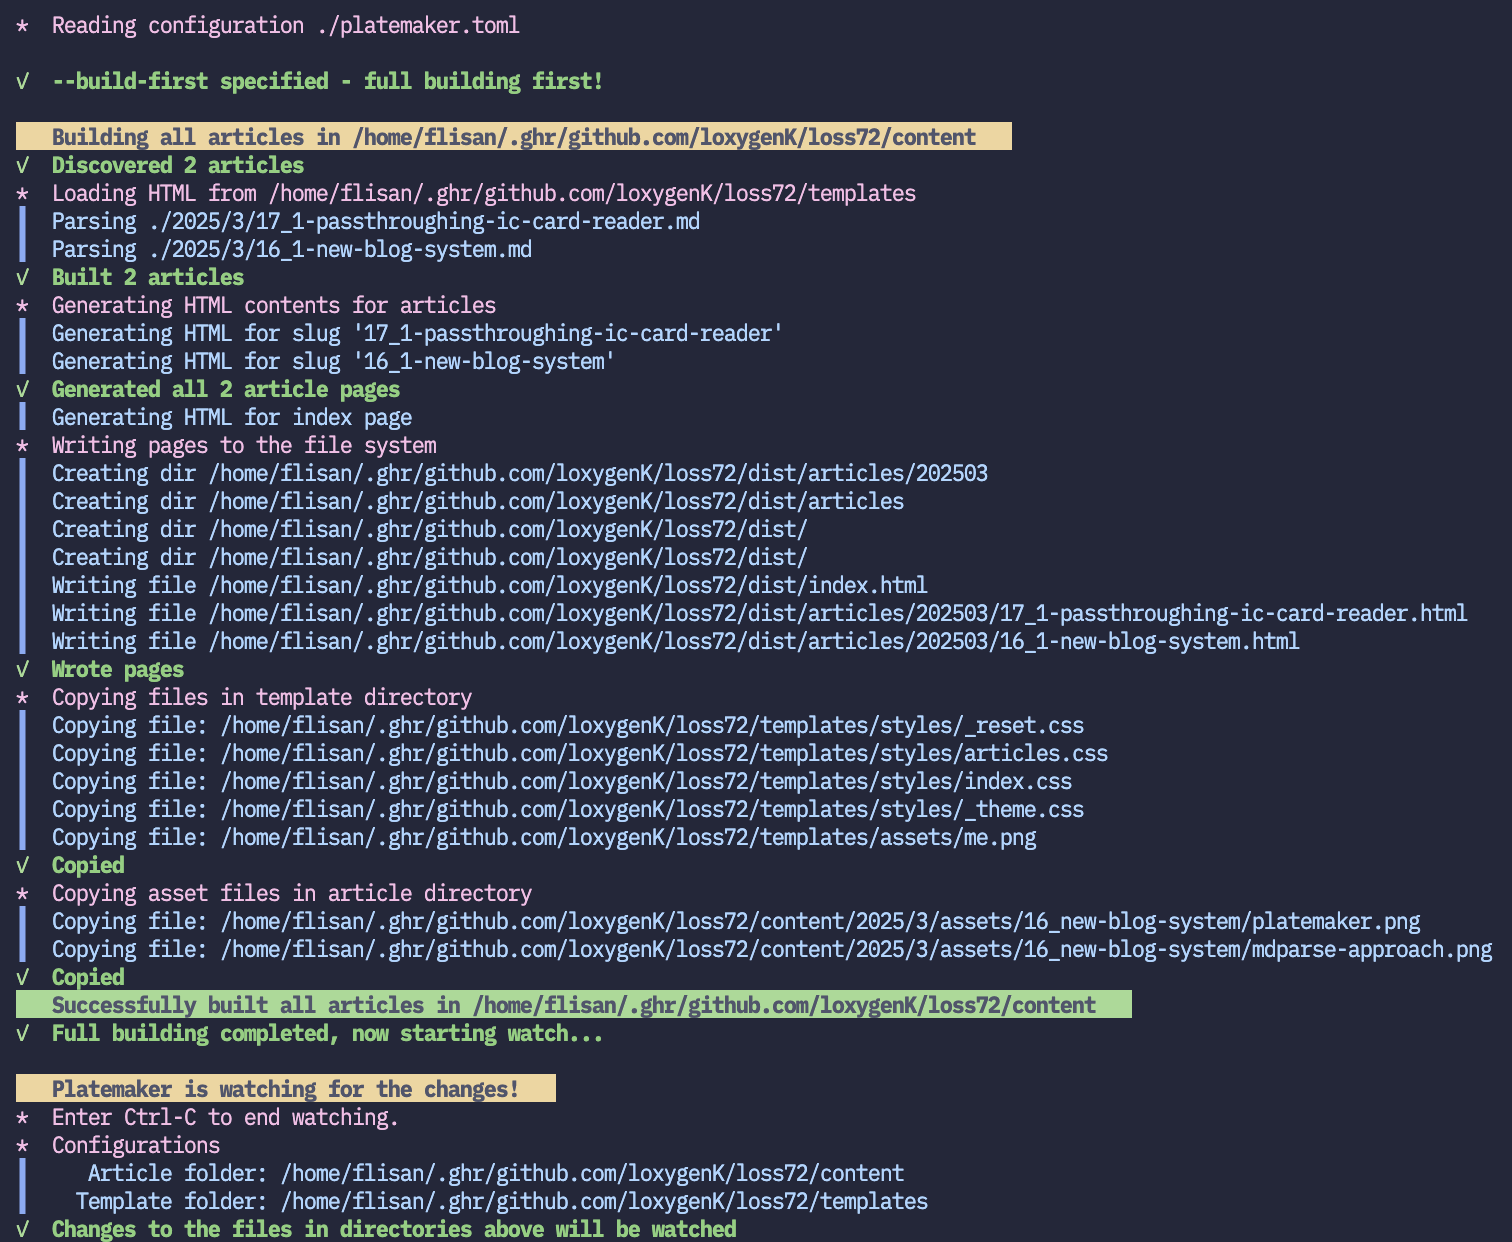 * Reading configuration ./platemaker.toml
√ --build-first specified - full building first!
Building all articles in /home/flisan/.ghr/github.com/loxygenK/loss72/content
√ Discovered 2 articles
* Loading HTML from /home/flisan/.ghr/github.com/loxygenK/loss72/templates
Parsing ./2025/3/17_1-passthroughing-ic-card-reader.md
Parsing ./2025/3/16_1-new-blog-system.md
√ Built 2 articles
* Generating HTML contents for articles
Generating HTML for slug '17_1-passthroughing-ic-card-reader'
Generating HTML for slug '16_1-new-blog-system'
√ Generated all 2 article pages
Generating HTML for index page
* Writing pages to the file system
Creating dir /home/flisan/.ghr/github.com/loxygenK/loss72/dist/articles/202503
Creating dir /home/flisan/.ghr/github.com/loxygenK/loss72/dist/articles
Creating dir /home/flisan/.ghr/github.com/loxygenK/loss72/dist/
Creating dir /home/flisan/.ghr/github.com/loxygenK/loss72/dist/
Writing file /home/flisan/.ghr/github.com/loxygenK/loss72/dist/index.html
Writing file /home/flisan/.ghr/github.com/loxygenK/loss72/dist/articles/202503/17_1-passthroughing-ic-card-reader.html
Writing file /home/flisan/.ghr/github.com/loxygenK/loss72/dist/articles/202503/16_1-new-blog-system.html
√ Wrote pages
* Copying files in template directory
Copying file: /home/flisan/.ghr/github.com/loxygenK/loss72/templates/styles/_reset.css
Copying file: /home/flisan/.ghr/github.com/loxygenK/loss72/templates/styles/articles.css
Copying file: /home/flisan/.ghr/github.com/loxygenK/loss72/templates/styles/index.css
Copying file: /home/flisan/.ghr/github.com/loxygenK/loss72/templates/styles/_theme.css
Copying file: /home/flisan/.ghr/github.com/loxygenK/loss72/templates/assets/me.png
√ Copied
* Copying asset files in article directory
Copying file: /home/flisan/.ghr/github.com/loxygenK/loss72/content/2025/3/assets/16_new-blog-system/platemaker.png
Copying file: /home/flisan/.ghr/github.com/loxygenK/loss72/content/2025/3/assets/16_new-blog-system/mdparse-approach.png
√ Copied
Successfully built all articles in /home/flisan/.ghr/github.com/loxygenK/loss72/content
√ Full building completed, now starting watch...
Platemaker is watching for the changes!
* Enter Ctrl-C to end watching.
* Configurations
Article folder: /home/flisan/.ghr/github.com/loxygenK/loss72/content
Template folder: /home/flisan/.ghr/github.com/loxygenK/loss72/templates
√ Changes to the files in directories above will be watched